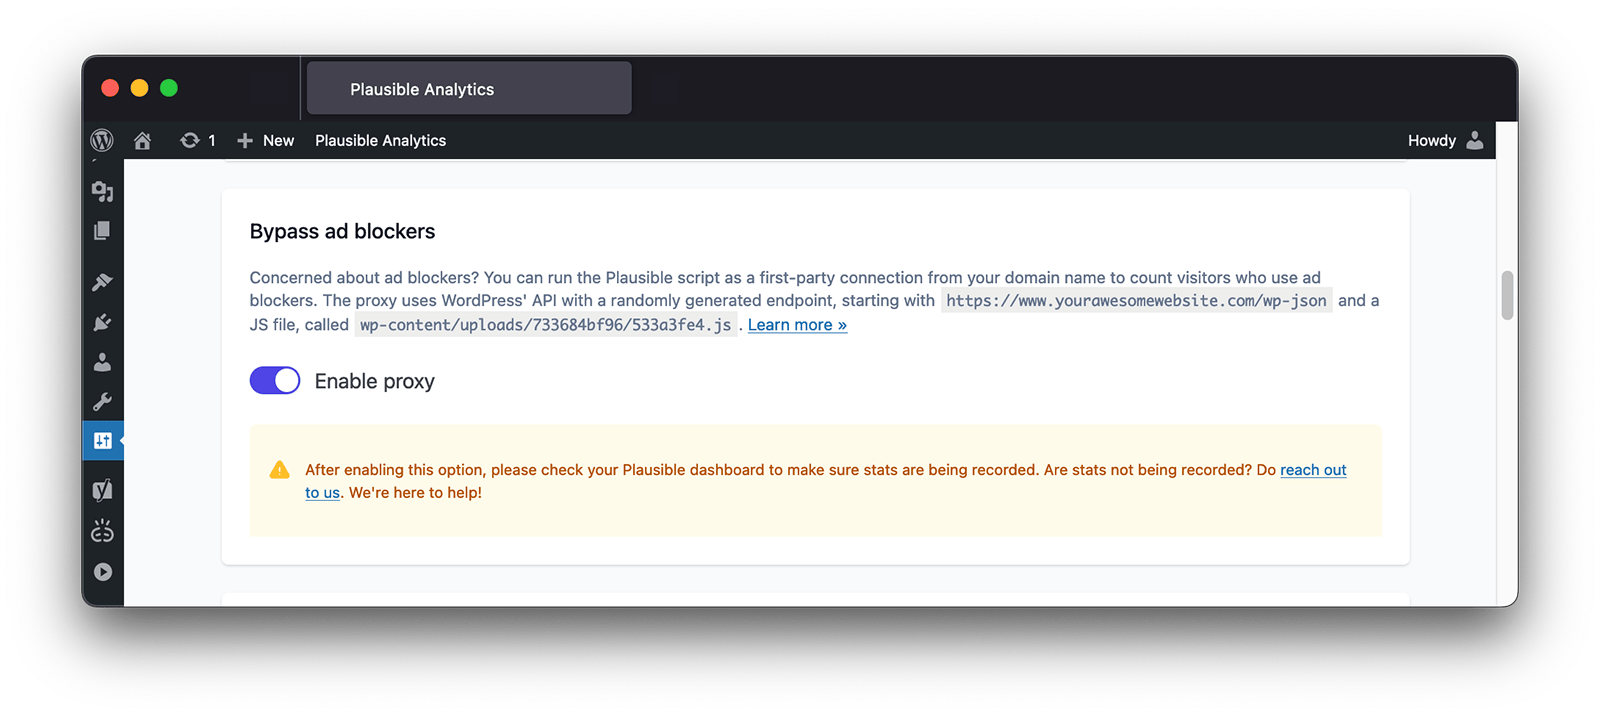 Plausible Analytics
1 New Plausible Analytics Howdy
Bypass ad blockers
Concerned about ad blockers? You can run the Plausible script as a first-party connection from your domain name to count visitors who use ad
blockers. The proxy uses WordPress' API with a randomly generated endpoint, starting with https://www.yourawesomewebsite.com/wp-json and a
JS file, called wp-content/uploads/733684bf96/533a3fe4.js . Learn more »
Enable proxy
After enabling this option, please check your Plausible dashboard to make sure stats are being recorded. Are stats not being recorded? Do reach out
to us. We're here to help!